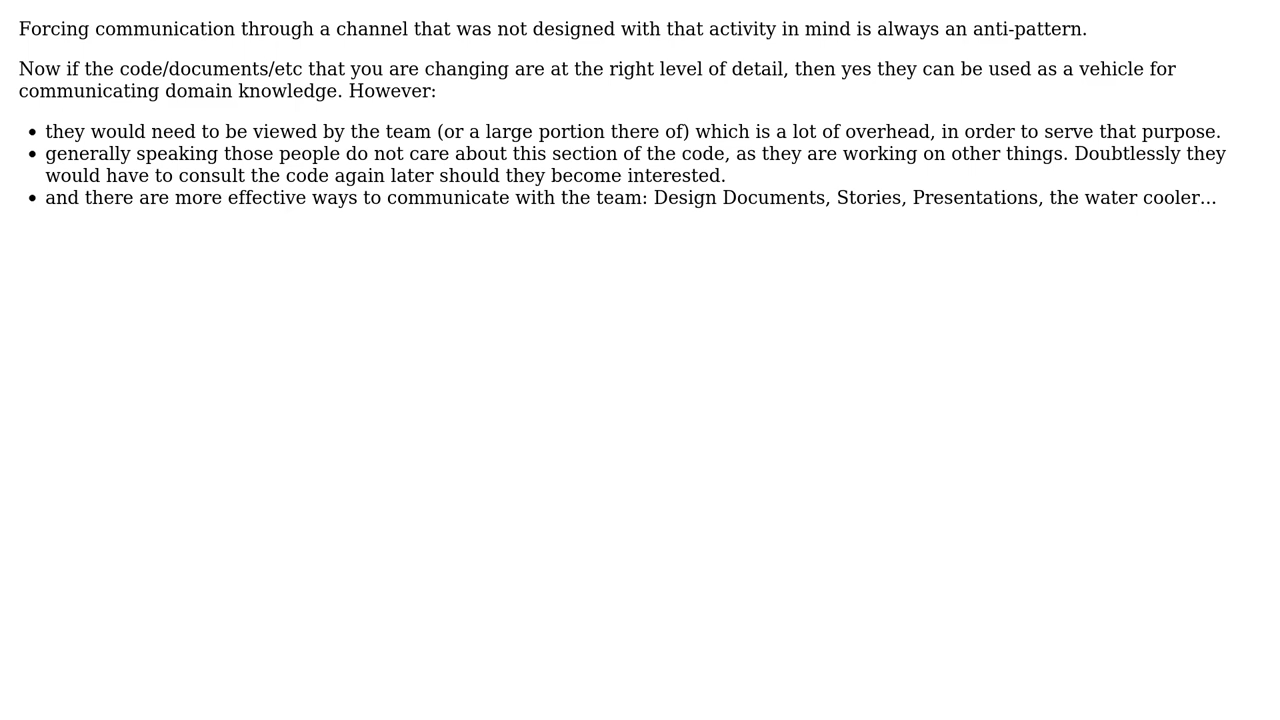 Forcing communication through a channel that was not designed with that activity in mind is always an anti-pattern.
Now if the code/documents/etc that you are changing are at the right level of detail, then yes they can be used as a vehicle for
communicating domain knowledge. However:
• they would need to be viewed by the team (or a large portion there of) which is a lot of overhead, in order to serve that purpose.
• generally speaking those people do not care about this section of the code, as they are working on other things. Doubtlessly they
would have to consult the code again later should they become interested.
• and there are more effective ways to communicate with the team: Design Documents, Stories, Presentations, the water cooler...